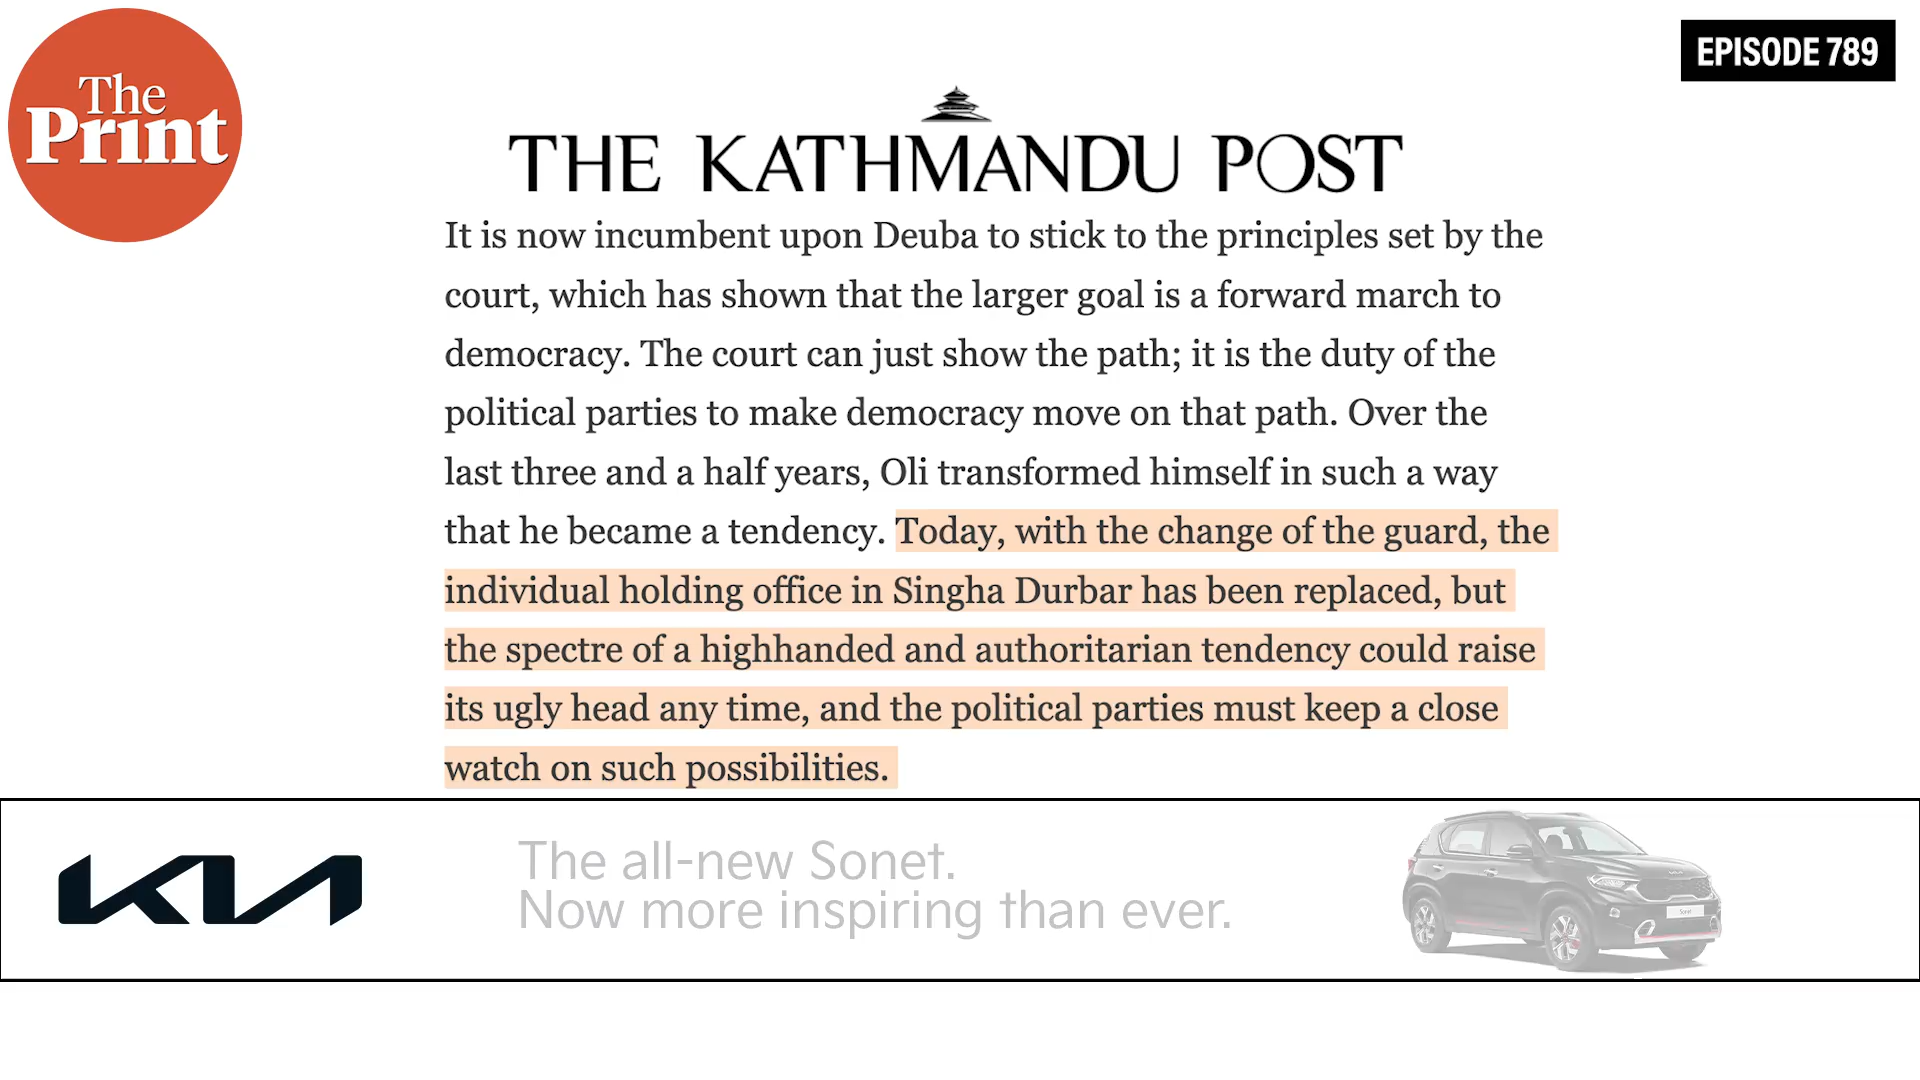 The
Print
EPISODE 789
THE KATHMANDU POST
It is now incumbent upon Deuba to stick to the principles set by the
court, which has shown that the larger goal is a forward march to
democracy. The court can just show the path; it is the duty of the
political parties to make democracy move on that path. Over the
last three and a half years, Oli transformed himself in such a way
that he became a tendency. Today, with the change of the guard, the
individual holding office in Singha Durbar has been replaced, but
the spectre of a highhanded and authoritarian tendency could raise
its ugly head any time, and the political parties must keep a close
watch on such possibilities.
KIA
The all-new Sonet.
Now more inspiring than ever.
Sonet